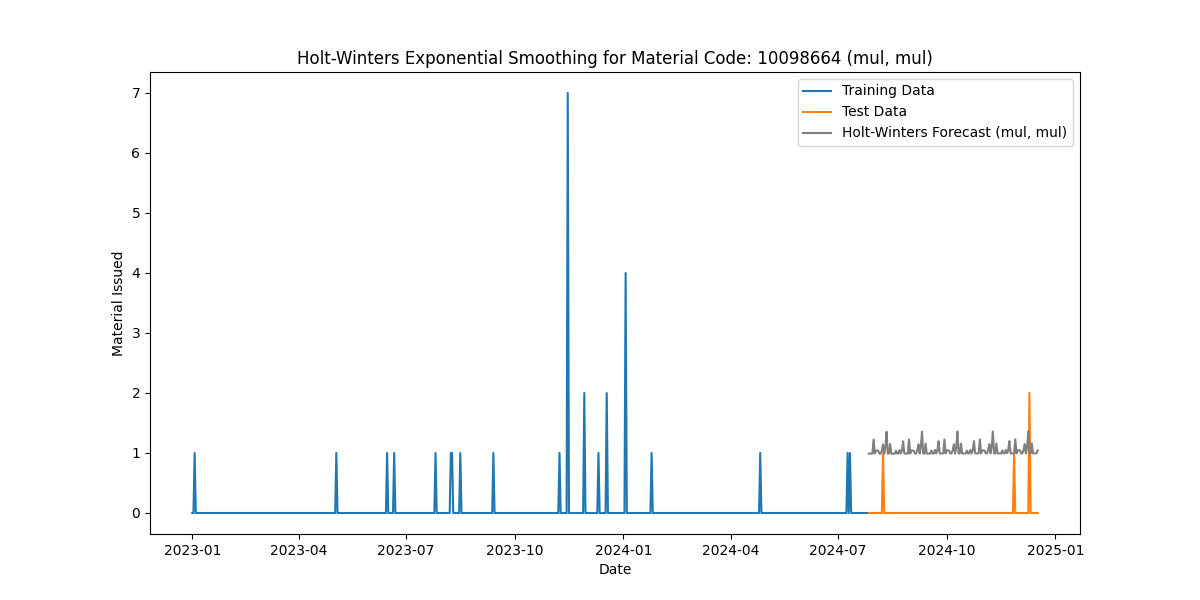 Holt-Winters Exponential Smoothing for Material Code: 10098664 (mul, mul)
Training Data
Test Data
Holt-Winters Forecast (mul, mul)
Material Issued
7
6
5
4
3
2
1
0
2023-01 2023-04 2023-07 2023-10 2024-01 2024-04 2024-07 2024-10 2025-01
Date